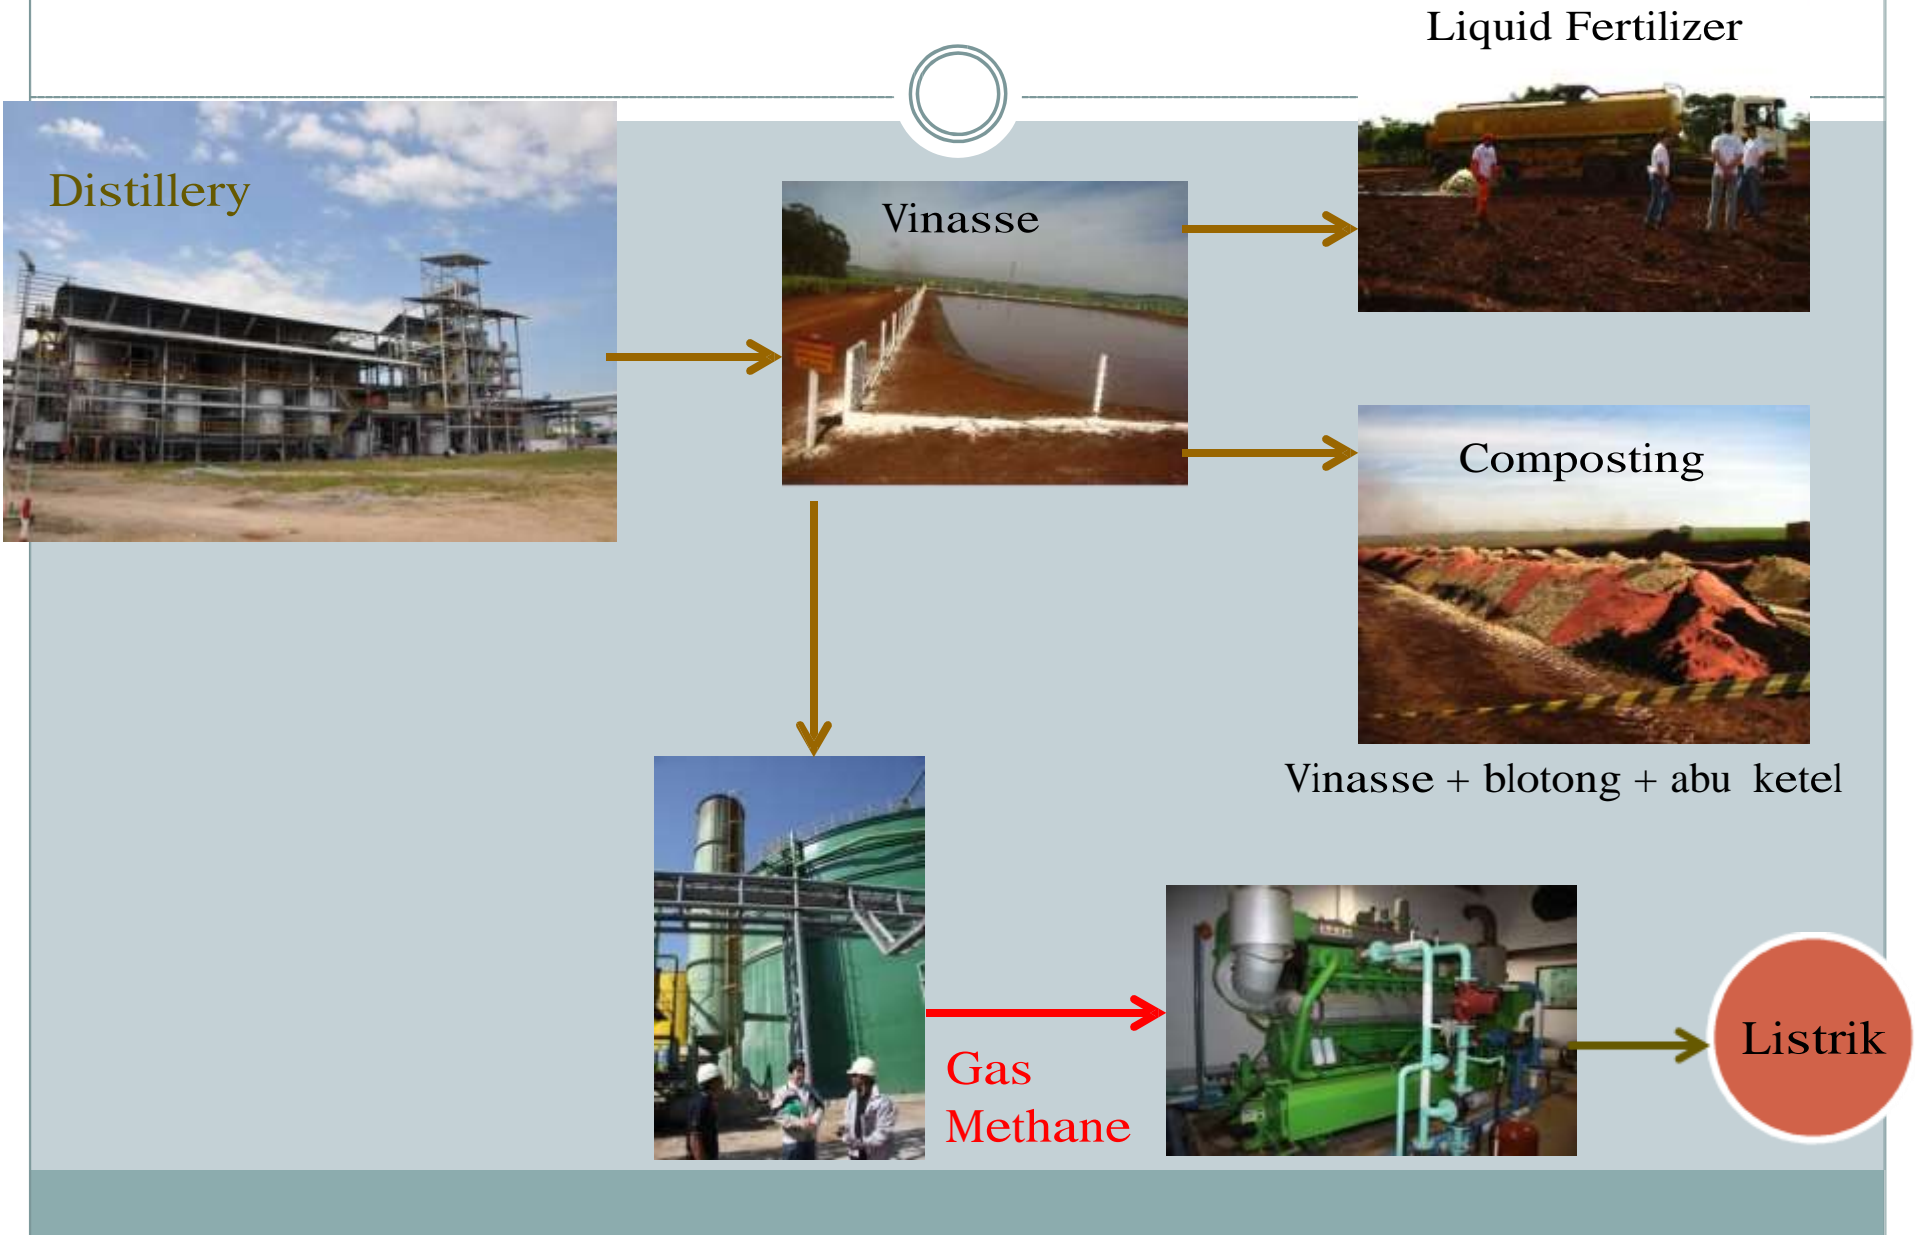 Liquid Fertilizer
Distillery
Vinasse
Composting
Vinasse + blotong + abu ketel
Gas
Methane
Listrik